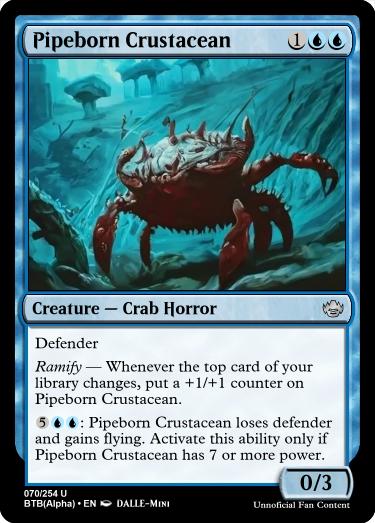 Pipeborn Crustacean 1
Creature — Crab Horror
Defender
Ramify — Whenever the top card of your
library changes, put a +1/+1 counter on
Pipeborn Crustacean.
5: Pipeborn Crustacean loses defender
and gains flying. Activate this ability only if
Pipeborn Crustacean has 7 or more power.
0/3
070/254 U
BTB(Alpha) • EN DALLE-Mini
Unofficial Fan Content